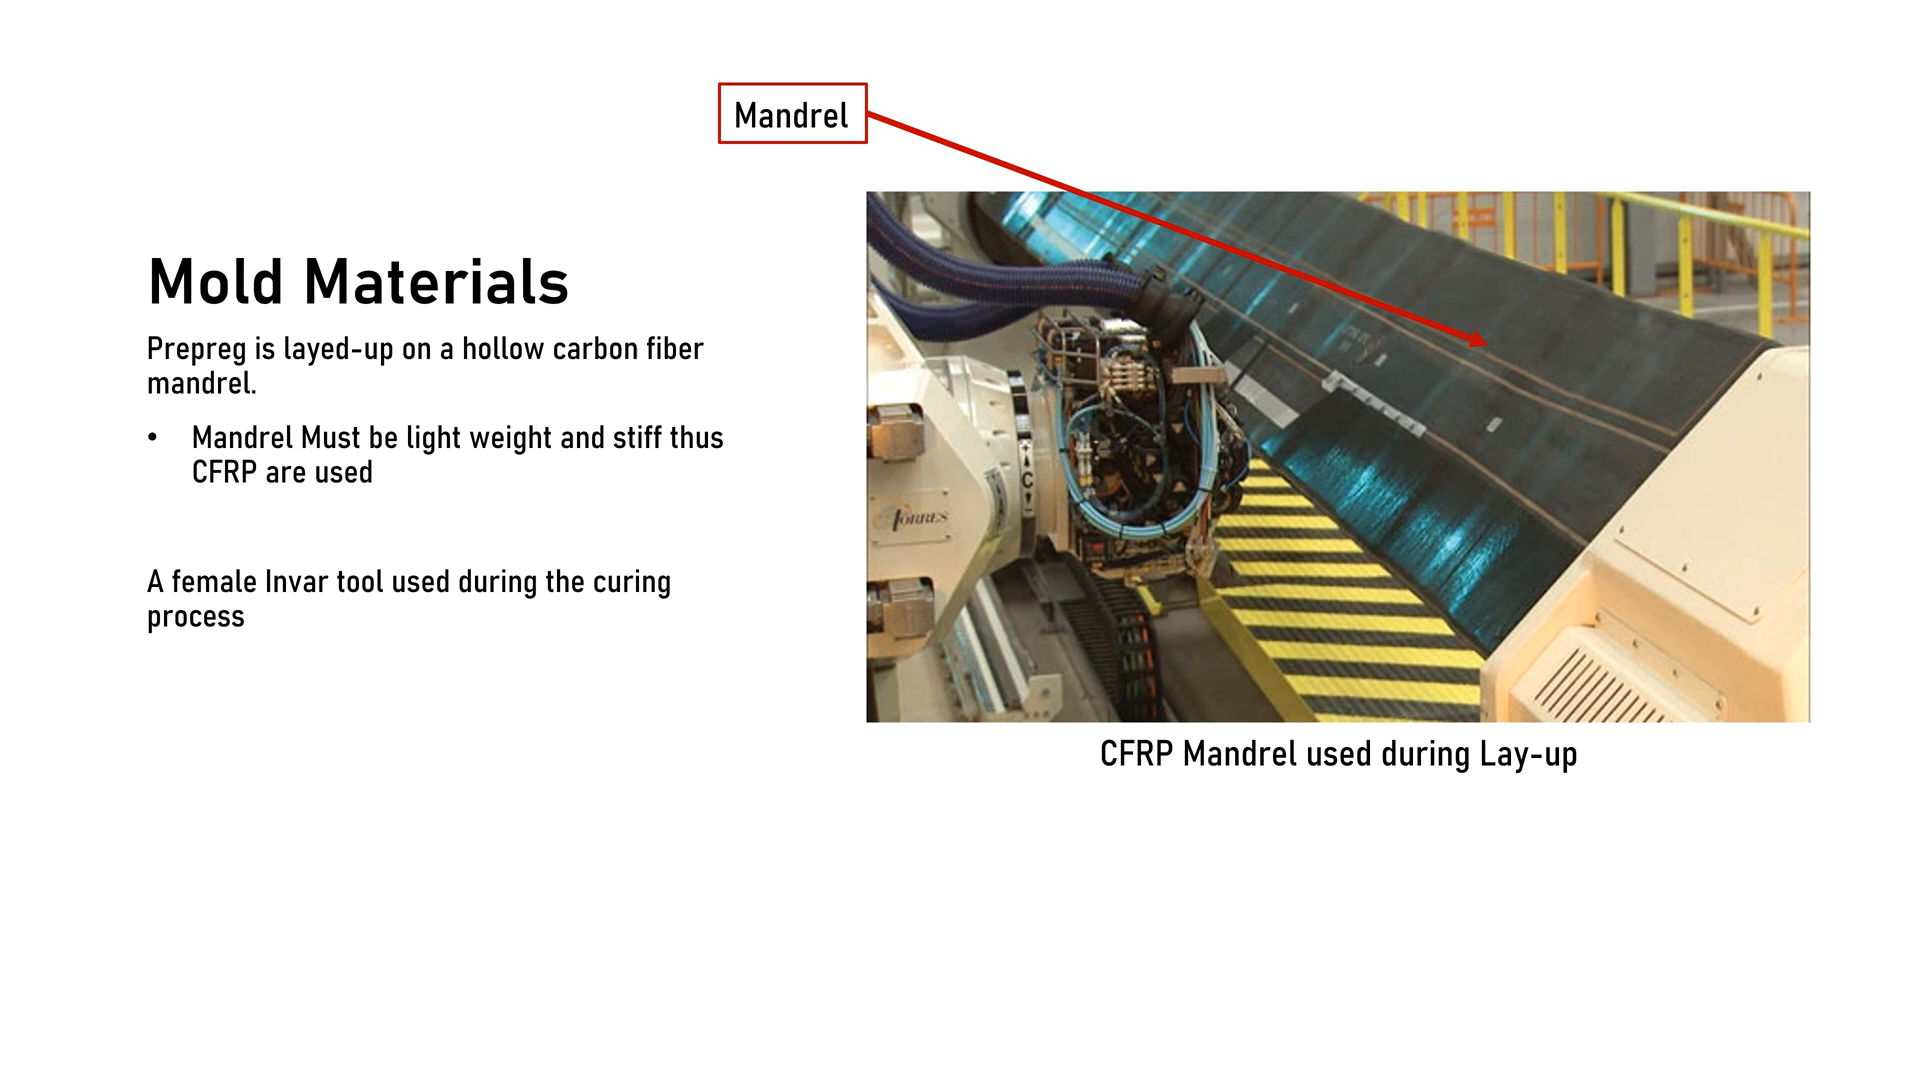 Mandrel
Mold Materials
Prepreg is layed-up on a hollow carbon fiber
mandrel.
• Mandrel Must be light weight and stiff thus
CFRP are used
A female Invar tool used during the curing
process
C
TORRES
CFRP Mandrel used during Lay-up